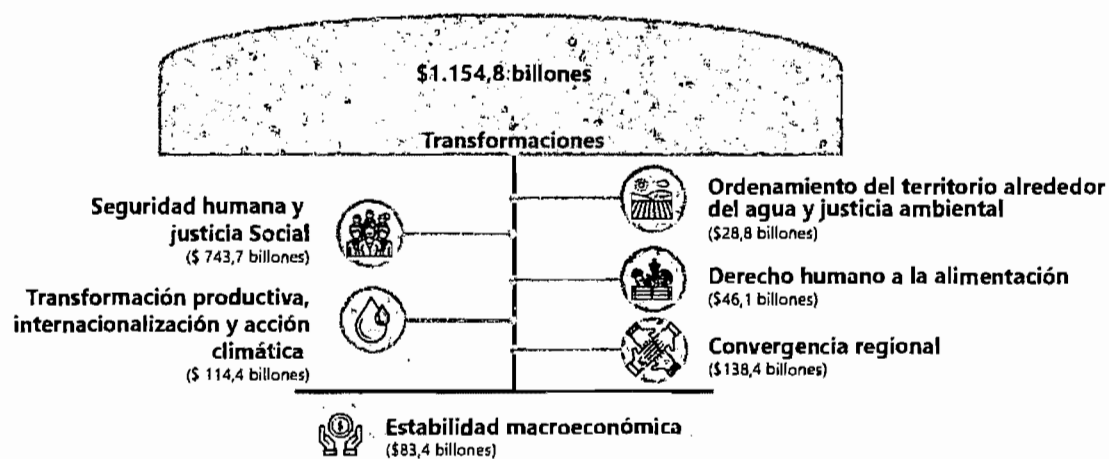 $1.154,8 billones
Transformaciones
Seguridad humana y
justicia Social
($ 743,7 billones)
Transformación productiva,
internacionalización y acción
climática
($ 114,4 billones)
Ordenamiento del territorio alrededor
del agua y justicia ambiental
($28,8 billones)
Derecho humano a la alimentación
($46,1 billones)
Convergencia regional
($138,4 billones)
Estabilidad macroeconómica
($83,4 billones)